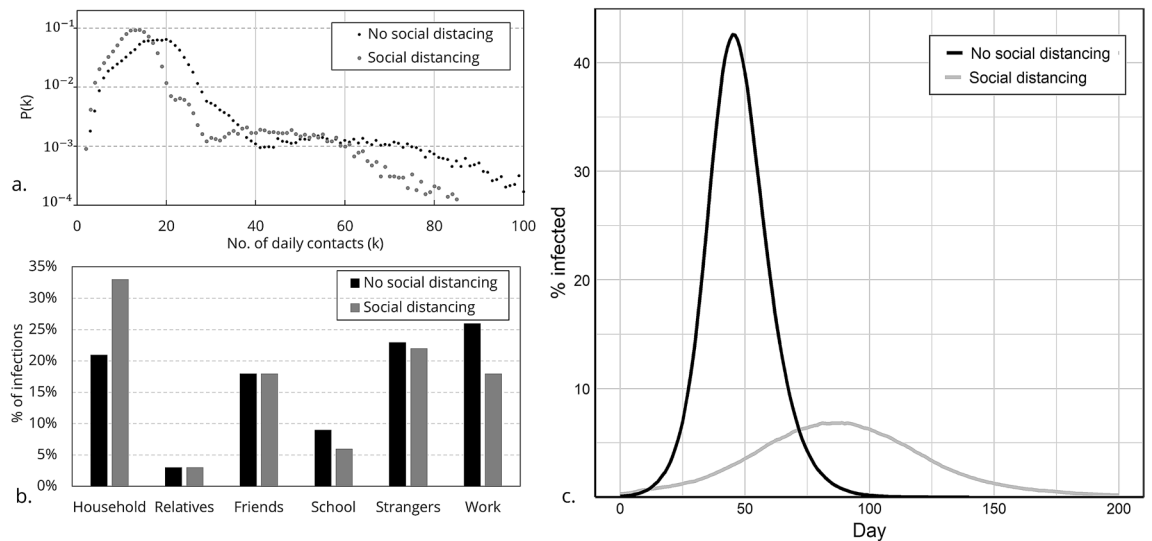 10⁻¹
10⁻²
10⁻³
10⁻⁴
P(k)
No social distacing
Social distancing
0 20 40 60 80 100
No. of daily contacts (k)
a.
35%
30%
25%
20%
15%
10%
5%
0%
% of infections
No social distancing
Social distancing
Household Relatives Friends School Strangers Work
b.
40
30
20
10
% infected
No social distancing
Social distancing
0 50 100 150 200
Day
c.